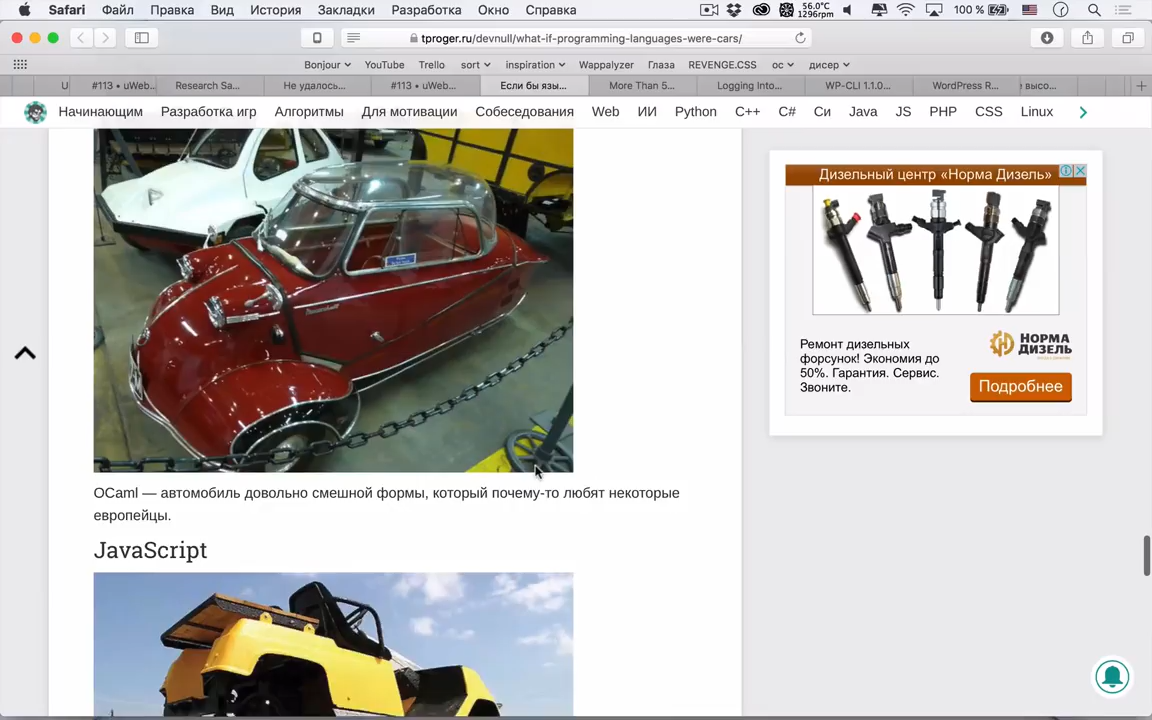 Safari Файл Правка Вид История Закладки Разработка Окно Справка 56.0°C 1296rpm 100 %
tproger.ru/devnull/what-if-programming-languages-were-cars/
Bonjour YouTube Trello sort inspiration Wappalyzer Глаза REVENGE.CSS ос дисер
U #113 • uWeb... Research Sa... Не удалось... #113 • uWeb... Если бы язы... More Than 5... Logging Into... WP-CLI 1.1.0... WordPress R... высо...
Начинающим Разработка игр Алгоритмы Для мотивации Собеседования Web ИИ Python C++ C# Си Java JS PHP CSS Linux
Дизельный центр «Норма Дизель»
Ремонт дизельных
форсунок! Экономия до
50%. Гарантия. Сервис.
Звоните.
НОРМА
ДИЗЕЛЬ
Подробнее
OCaml — автомобиль довольно смешной формы, который почему-то любят некоторые
европейцы.
JavaScript